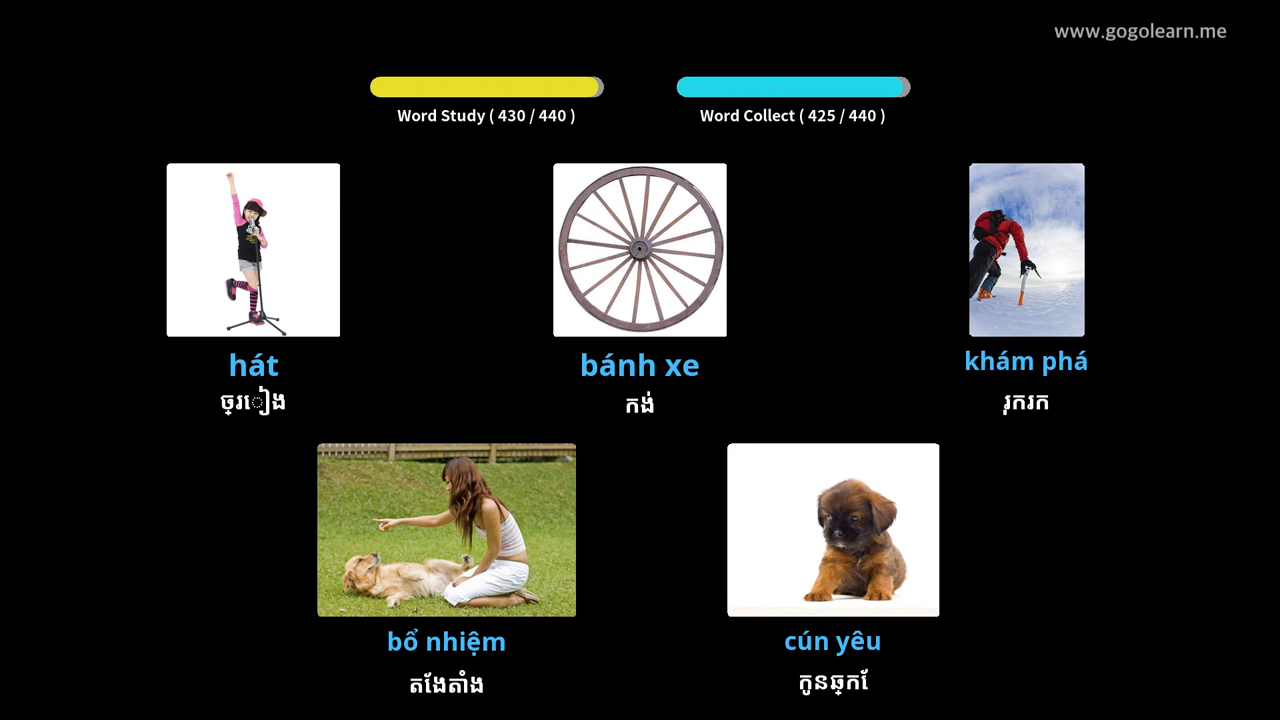 www.gogolearn.me
Word Study ( 430 / 440 )
Word Collect ( 425 / 440 )
hát
ច្រៀង
bánh xe
កង់
khám phá
រុករក
bổ nhiệm
តែងតាំង
cún yêu
កូនឆ្កែ